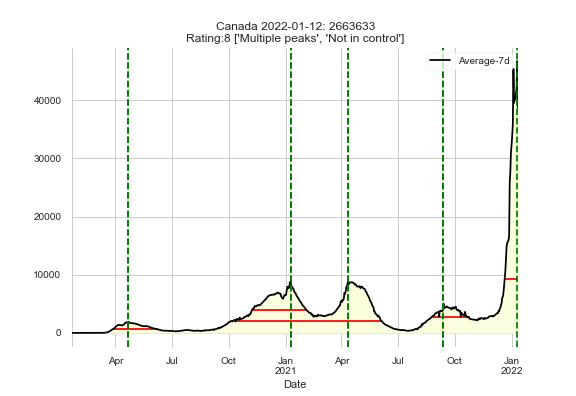 Canada 2022-01-12: 2663633
Rating:8 ['Multiple peaks', 'Not in control']
Average-7d
40000
30000
20000
10000
0
Apr Jul Oct Jan Apr Jul Oct Jan
2021 2022
Date